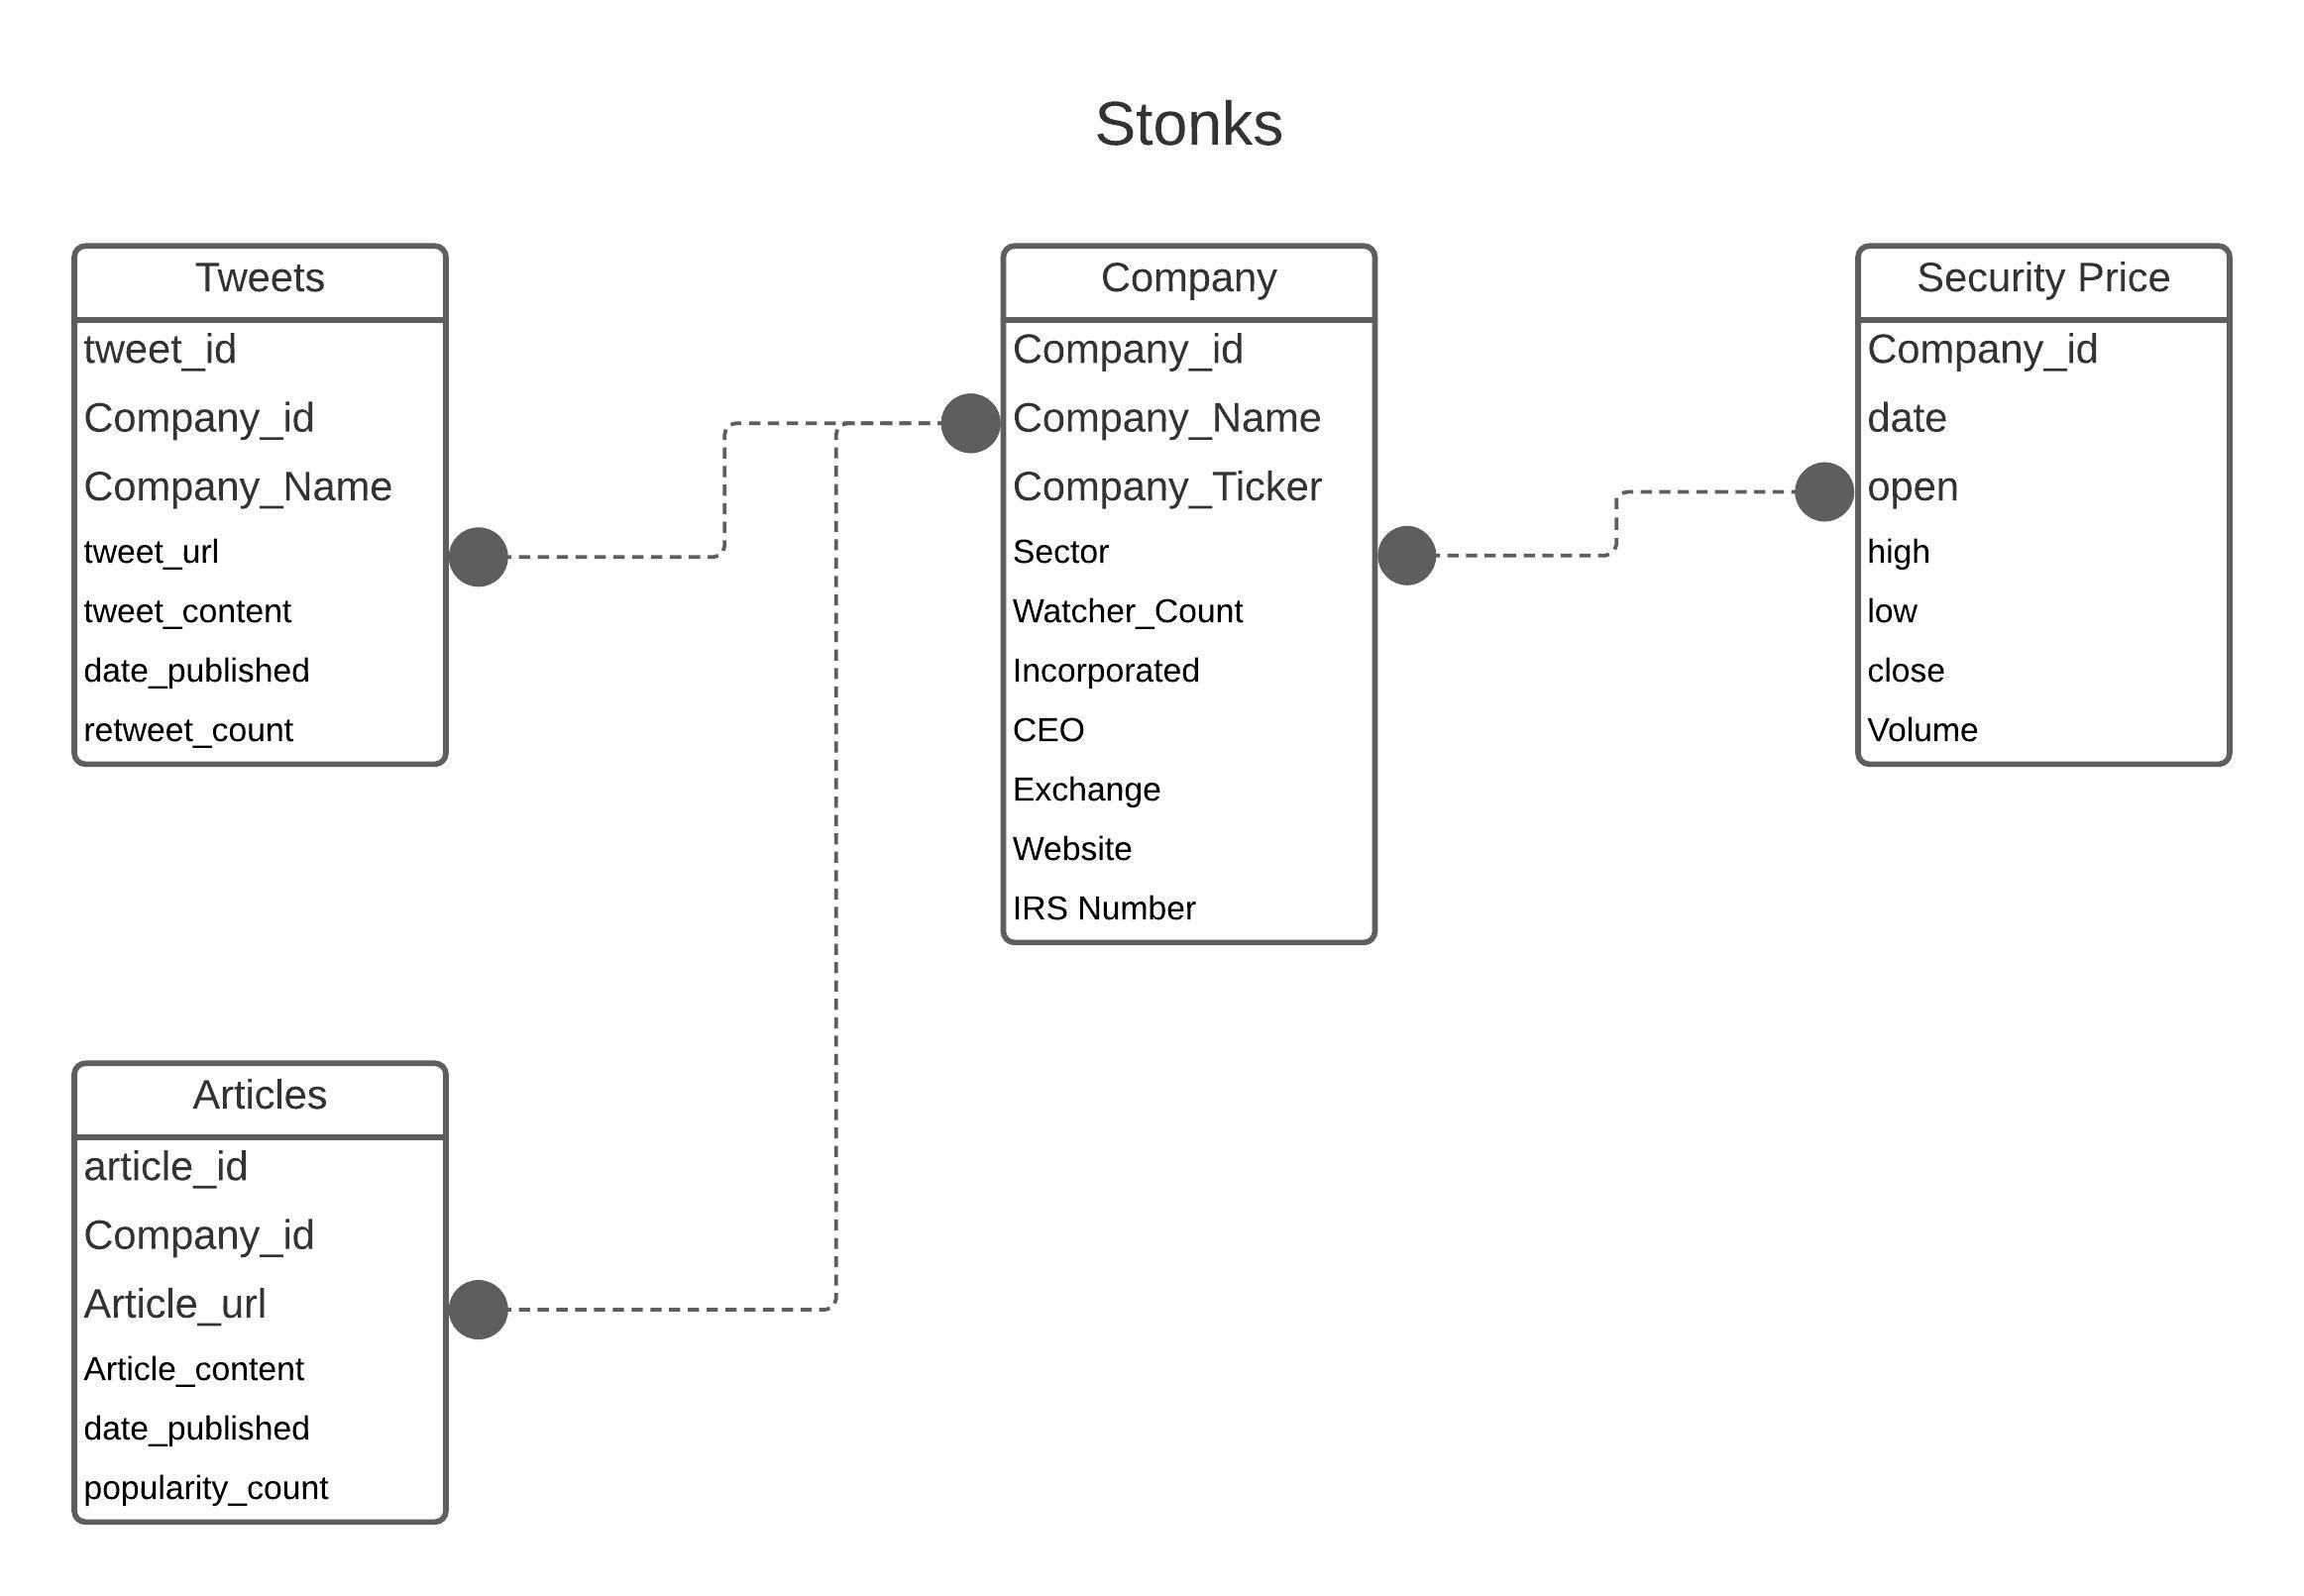 Stonks
Tweets
tweet_id
Company_id
Company_Name
tweet_url
tweet_content
date_published
retweet_count
Company
Company_id
Company_Name
Company_Ticker
Sector
Watcher_Count
Incorporated
CEO
Exchange
Website
IRS Number
Security Price
Company_id
date
open
high
low
close
Volume
Articles
article_id
Company_id
Article_url
Article_content
date_published
popularity_count